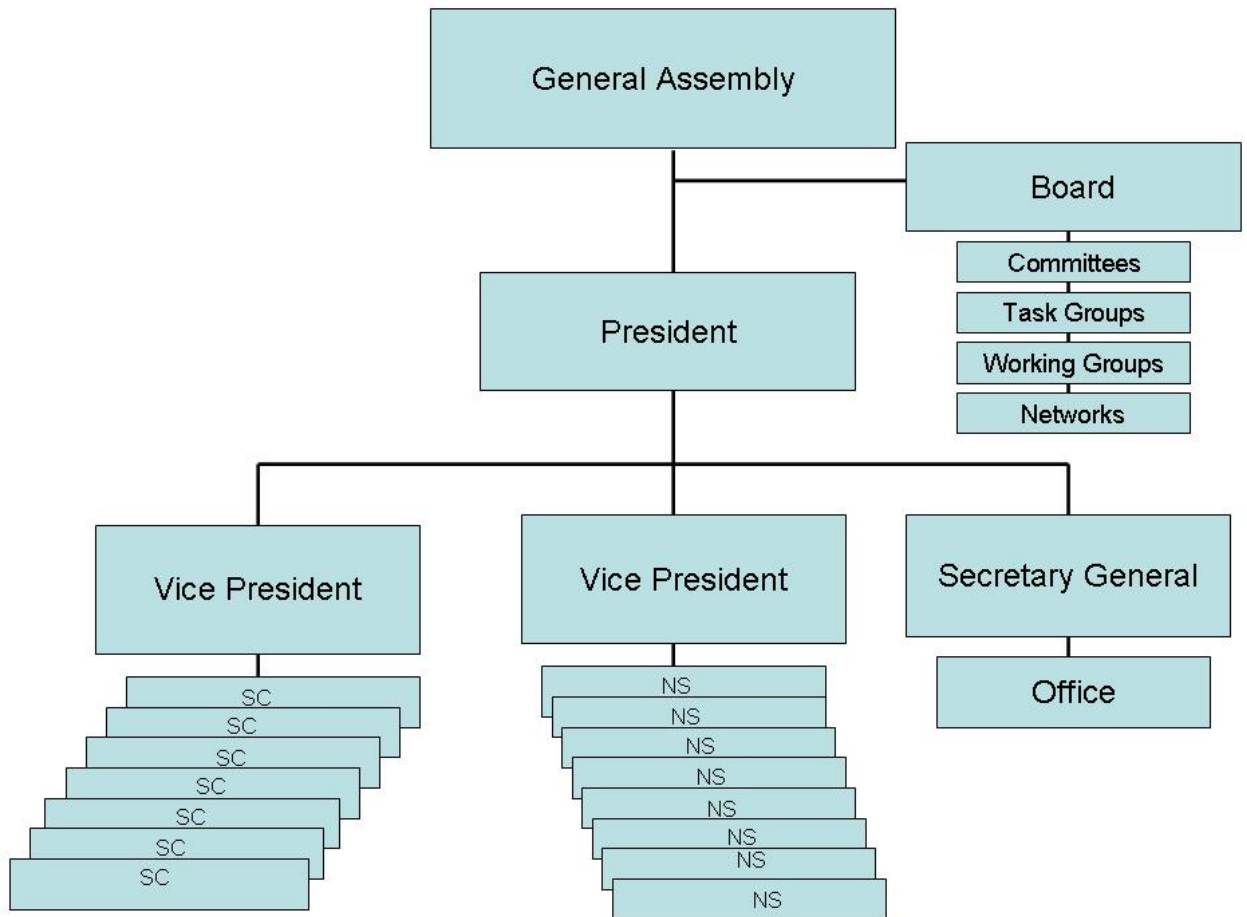 General Assembly
Board
Committees
Task Groups
Working Groups
Networks
President
Vice President
Vice President
Secretary General
Office
SC
SC
SC
SC
SC
SC
SC
NS
NS
NS
NS
NS
NS
NS
NS